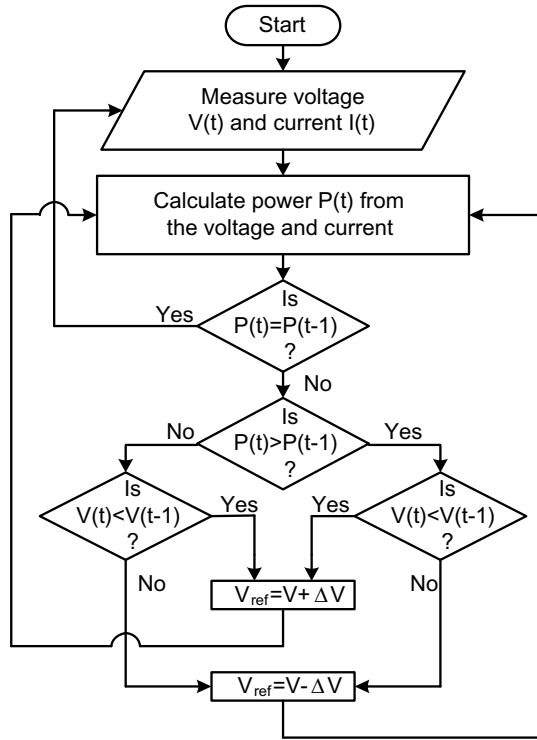 Start
Measure voltage
V(t) and current I(t)
Calculate power P(t) from
the voltage and current
Is
P(t)=P(t-1)
?
Yes
No
Is
P(t)>P(t-1)
?
No
Yes
Is
V(t)<V(t-1)
?
Yes
No
Is
V(t)<V(t-1)
?
Yes
No
Vref=V+ΔV
Vref=V-ΔV